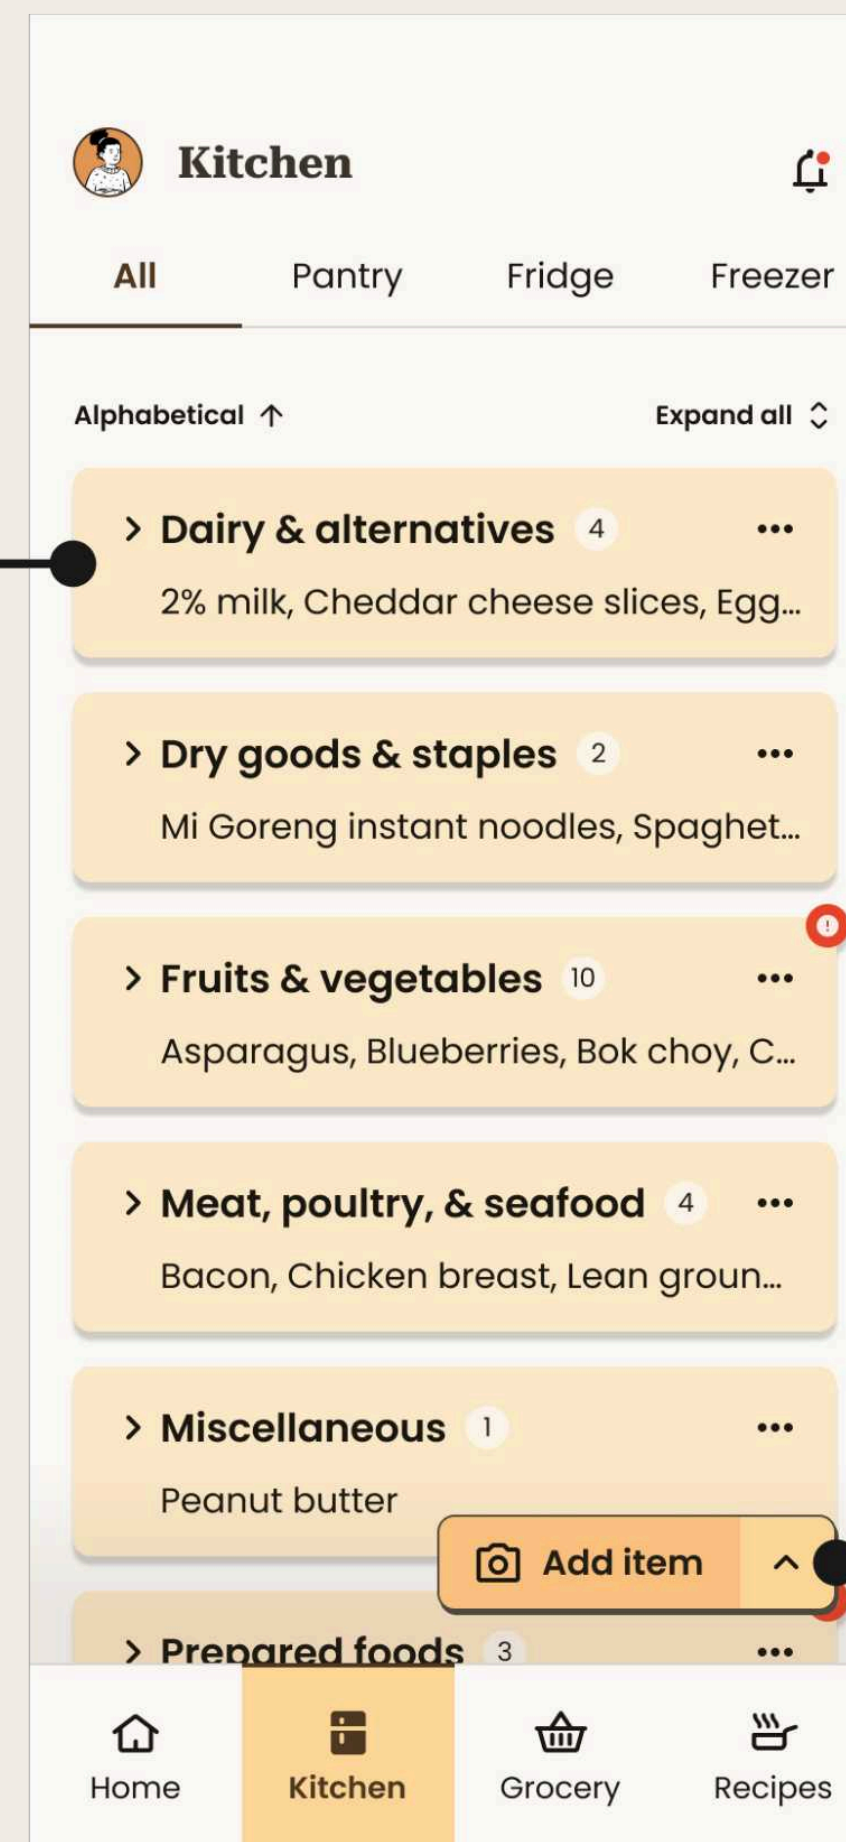 Kitchen
All Pantry Fridge Freezer
Alphabetical Expand all
Dairy & alternatives 4
2% milk, Cheddar cheese slices, Egg...
Dry goods & staples 2
Mi Goreng instant noodles, Spaghet...
Fruits & vegetables 10
Asparagus, Blueberries, Bok choy, C...
Meat, poultry, & seafood 4
Bacon, Chicken breast, Lean groun...
Miscellaneous 1
Peanut butter
Add item
Prepared foods 3
Home Kitchen Grocery Recipes